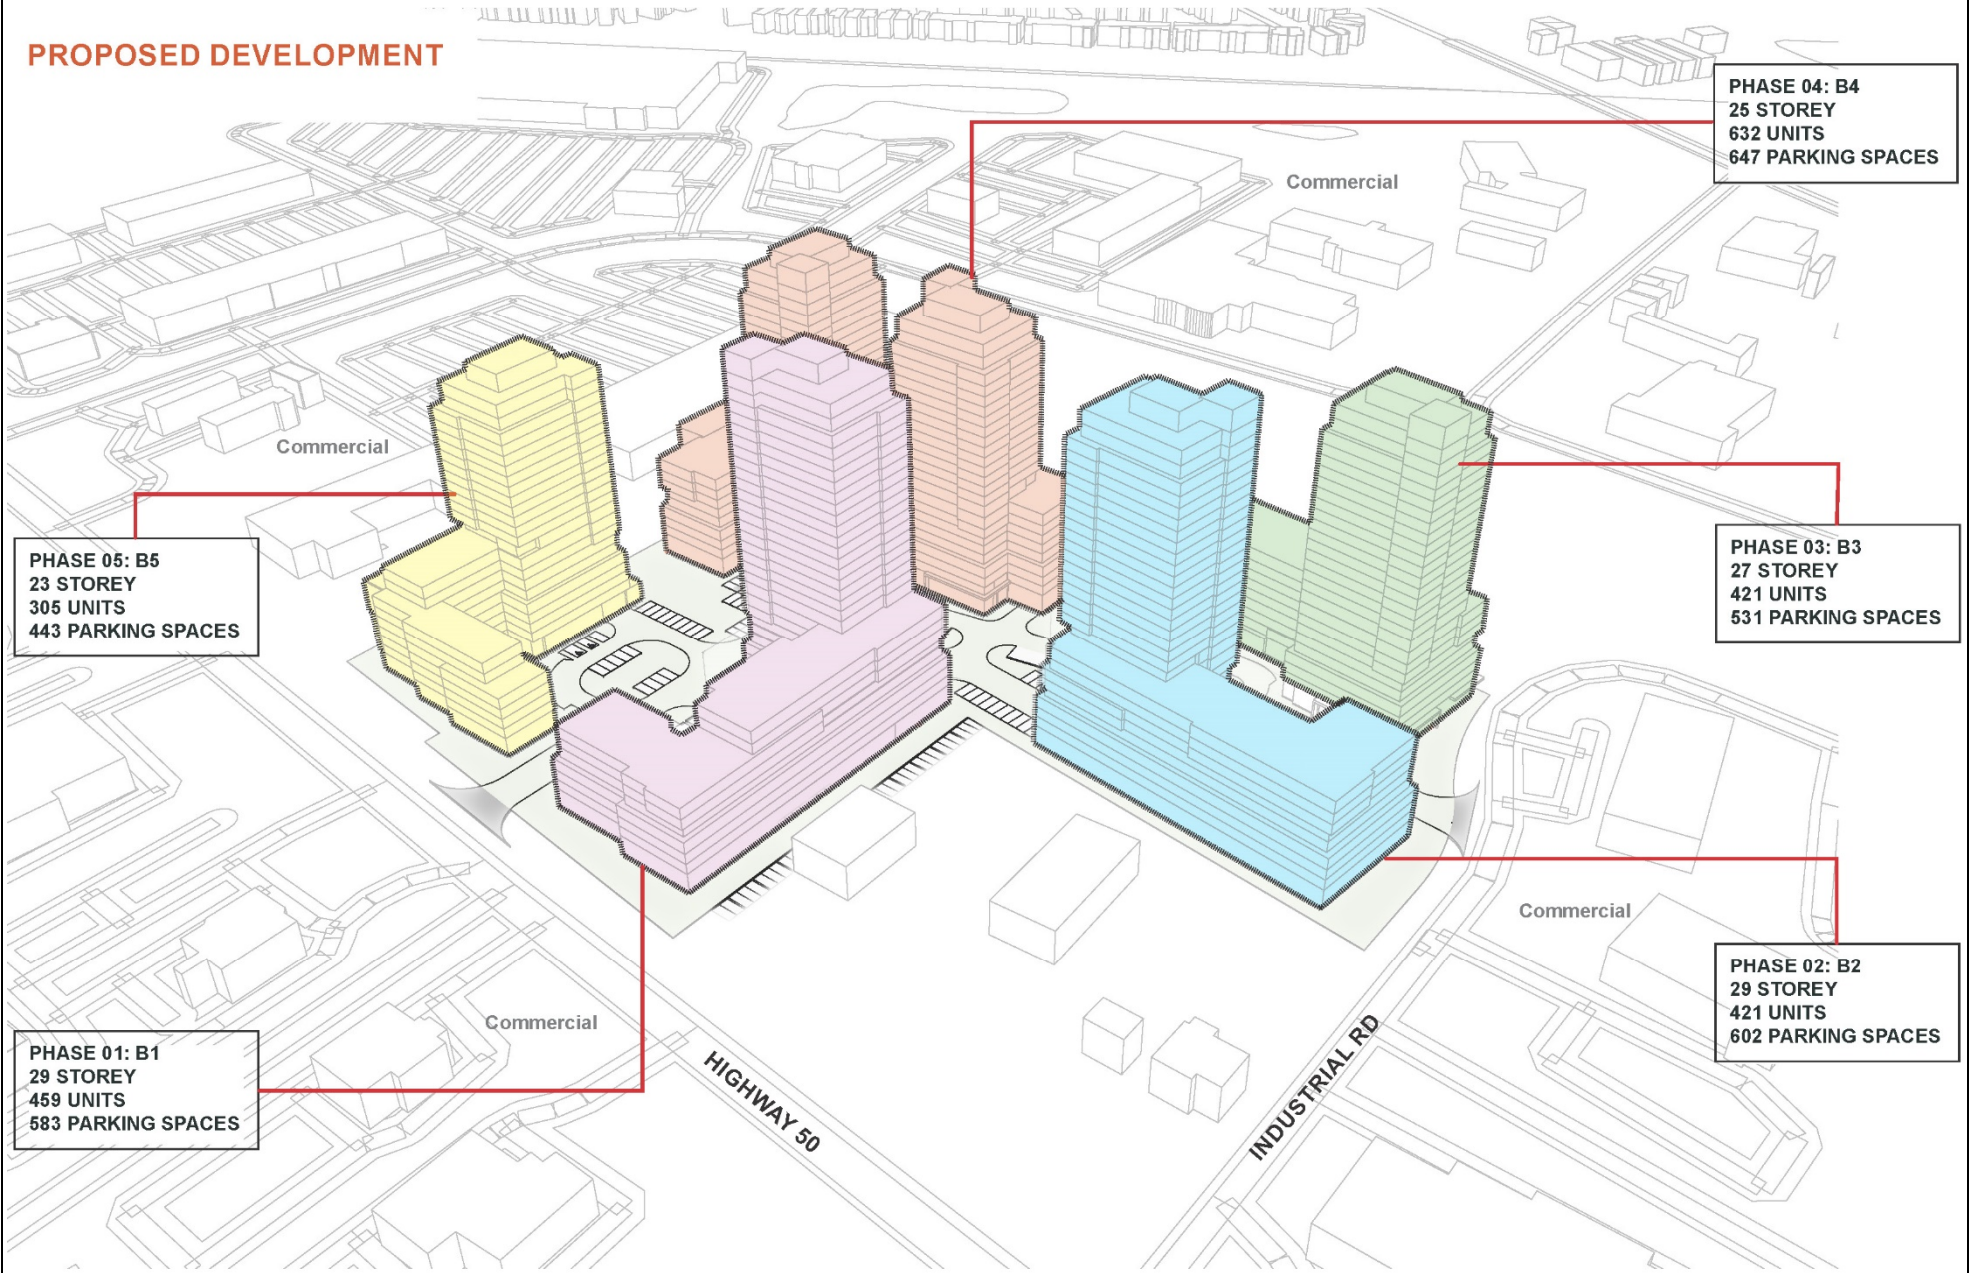 PROPOSED DEVELOPMENT
PHASE 04: B4
25 STOREY
632 UNITS
647 PARKING SPACES
Commercial
Commercial
PHASE 05: B5
23 STOREY
305 UNITS
443 PARKING SPACES
PHASE 03: B3
27 STOREY
421 UNITS
531 PARKING SPACES
Commercial
PHASE 02: B2
29 STOREY
421 UNITS
602 PARKING SPACES
Commercial
PHASE 01: B1
29 STOREY
459 UNITS
583 PARKING SPACES
HIGHWAY 50
INDUSTRIAL RD